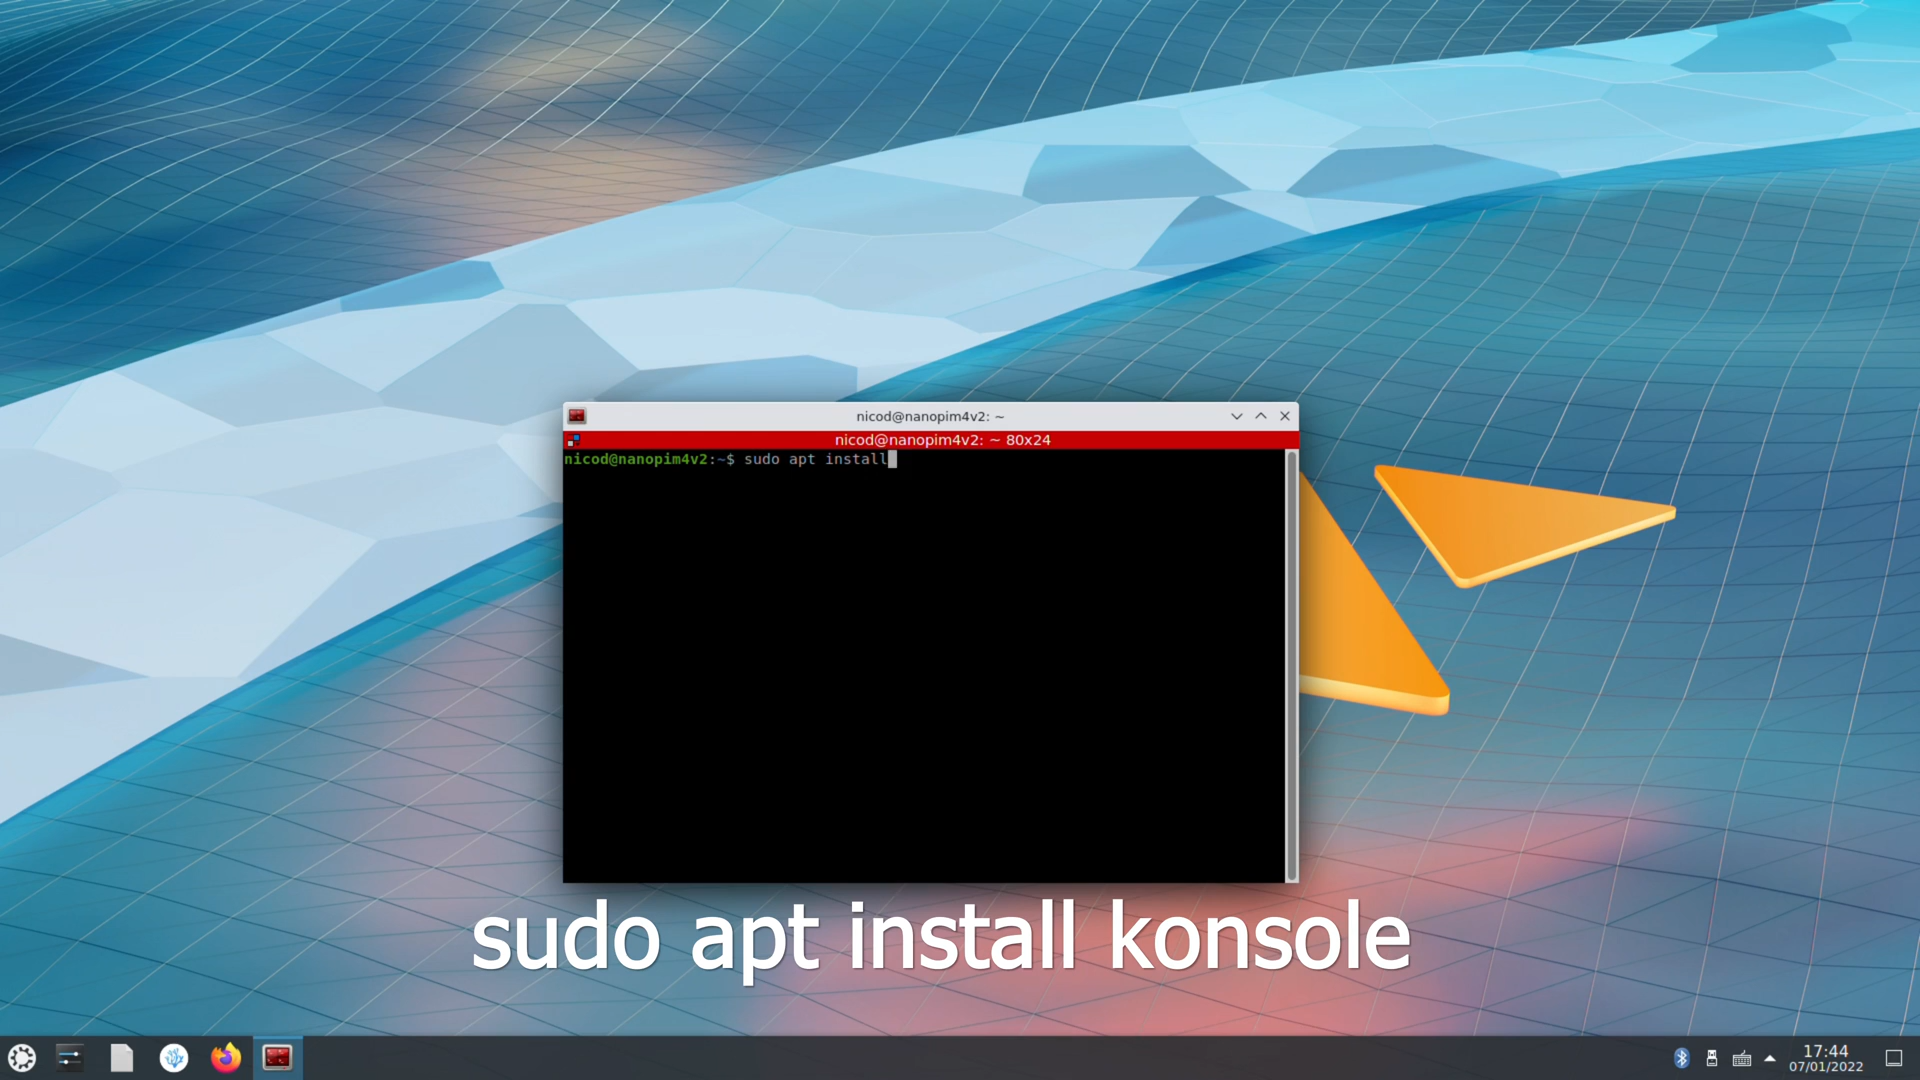 nicod@nanopim4v2: ~
nicod@nanopim4v2: ~ 80x24
nicod@nanopim4v2:~$ sudo apt install
sudo apt install konsole
17:44
07/01/2022